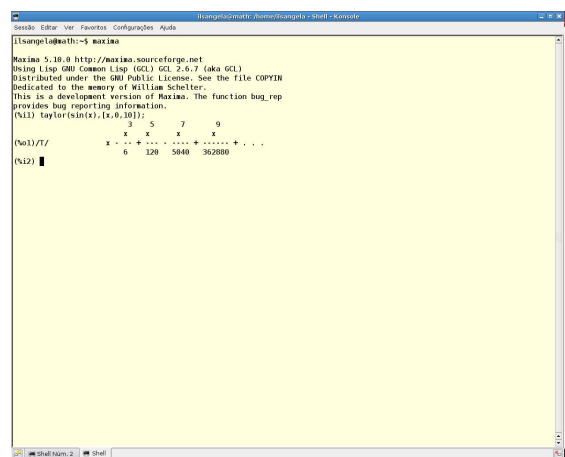 ilsangela@math: /home/ilsangela - Shell - Konsole
Sessão Editar Ver Favoritos Configurações Ajuda
ilsangela@math:~$ maxima
Maxima 5.10.0 http://maxima.sourceforge.net
Using Lisp GNU Common Lisp (GCL) GCL 2.6.7 (aka GCL)
Distributed under the GNU Public License. See the file COPYIN
Dedicated to the memory of William Schelter.
This is a development version of Maxima. The function bug_rep
provides bug reporting information.
(%i1) taylor(sin(x),[x,0,10]);
3 5 7 9
x x x x
(%o1)/T/ x - -- + --- - ---- + ------ + . . .
6 120 5040 362880
(%i2)
Shell Núm. 2 Shell